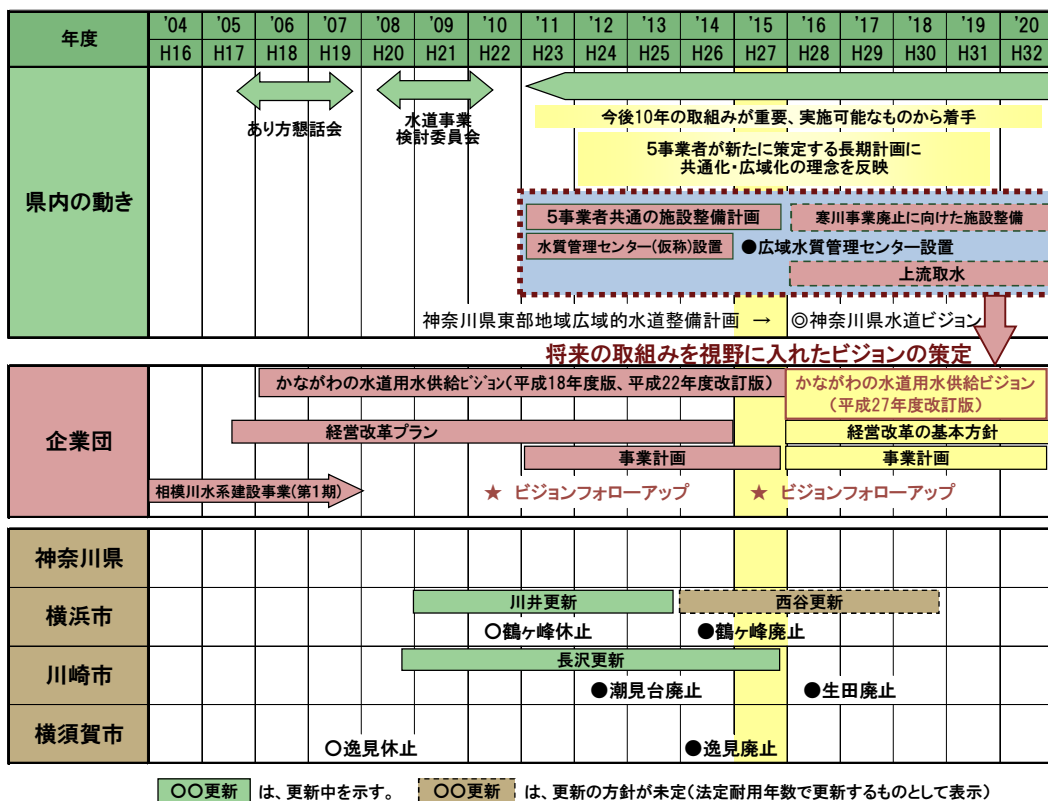 年度
'04 '05 '06 '07 '08 '09 '10 '11 '12 '13 '14 '15 '16 '17 '18 '19 '20
H16 H17 H18 H19 H20 H21 H22 H23 H24 H25 H26 H27 H28 H29 H30 H31 H32
県内の動き
あり方懇話会
水道事業
検討委員会
今後10年の取組みが重要、実施可能なものから着手
5事業者が新たに策定する長期計画に
共通化・広域化の理念を反映
5事業者共通の施設整備計画
寒川事業廃止に向けた施設整備
水質管理センター(仮称)設置
●広域水質管理センター設置
上流取水
神奈川県東部地域広域的水道整備計画 → ◎神奈川県水道ビジョン
将来の取組みを視野に入れたビジョンの策定
企業団
かながわの水道用水供給ビジョン(平成18年度版、平成22年度改訂版)
かながわの水道用水供給ビジョン
(平成27年度改訂版)
経営改革プラン
経営改革の基本方針
事業計画
事業計画
相模川水系建設事業(第1期)
★ ビジョンフォローアップ
★ ビジョンフォローアップ
神奈川県
横浜市
川井更新
西谷更新
○鶴ヶ峰休止
●鶴ヶ峰廃止
川崎市
長沢更新
●潮見台廃止
●生田廃止
横須賀市
○逸見休止
●逸見廃止
○○更新 は、更新中を示す。 ○○更新 は、更新の方針が未定(法定耐用年数で更新するものとして表示)